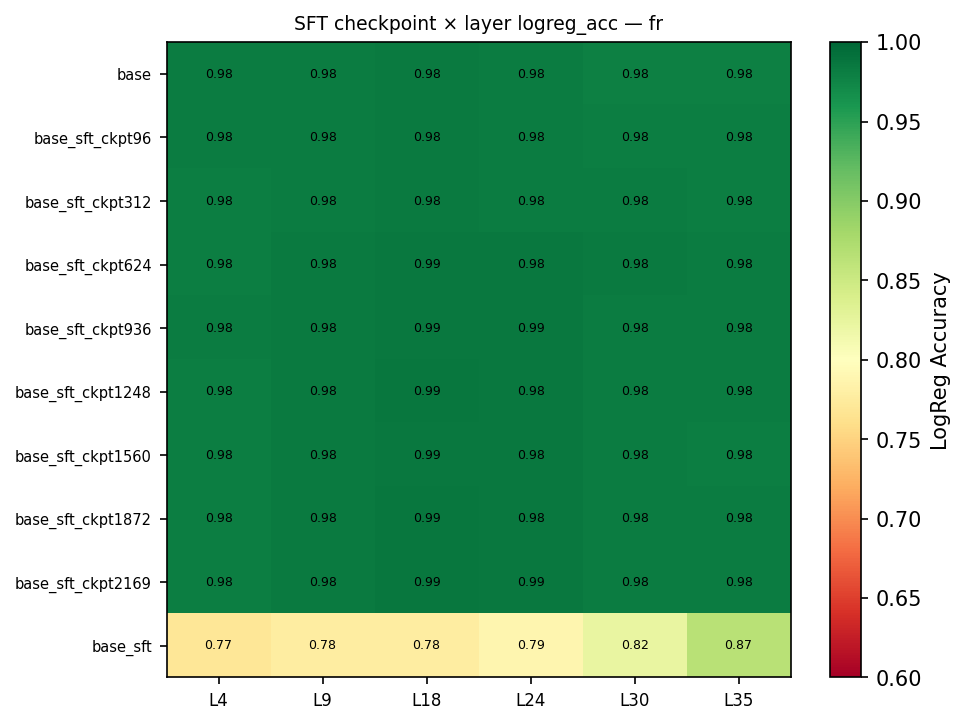 SFT checkpoint × layer logreg_acc — fr
base 0.98 0.98 0.98 0.98 0.98 0.98
base_sft_ckpt96 0.98 0.98 0.98 0.98 0.98 0.98
base_sft_ckpt312 0.98 0.98 0.98 0.98 0.98 0.98
base_sft_ckpt624 0.98 0.98 0.99 0.98 0.98 0.98
base_sft_ckpt936 0.98 0.98 0.99 0.99 0.98 0.98
base_sft_ckpt1248 0.98 0.98 0.99 0.98 0.98 0.98
base_sft_ckpt1560 0.98 0.98 0.99 0.98 0.98 0.98
base_sft_ckpt1872 0.98 0.98 0.99 0.98 0.98 0.98
base_sft_ckpt2169 0.98 0.98 0.99 0.99 0.98 0.98
base_sft 0.77 0.78 0.78 0.79 0.82 0.87
L4 L9 L18 L24 L30 L35
1.00
0.95
0.90
0.85
0.80
0.75
0.70
0.65
0.60
LogReg Accuracy